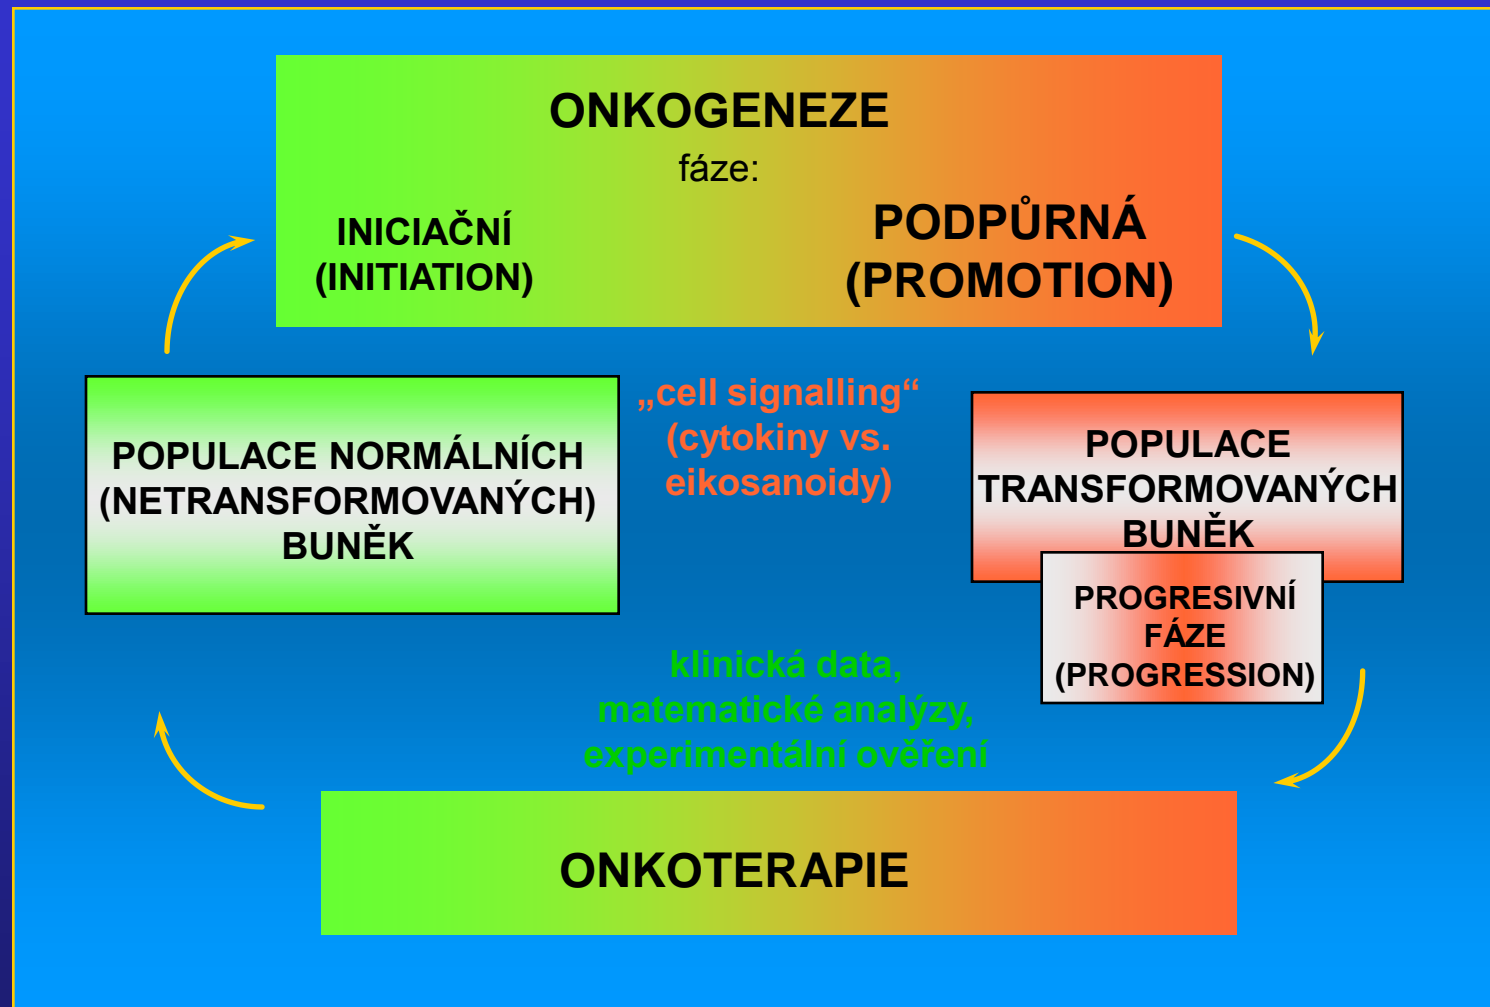 ONKOGENEZE
fáze:
INICIAČNÍ
(INITIATION)
PODPŮRNÁ
(PROMOTION)
POPULACE NORMÁLNÍCH
(NETRANSFORMOVANÝCH)
BUNĚK
„cell signalling“
(cytokiny vs.
eikosanoidy)
POPULACE
TRANSFORMOVANÝCH
BUNĚK
PROGRESIVNÍ
FÁZE
(PROGRESSION)
klinická data,
matematické analýzy,
experimentální ověření
ONKOTERAPIE